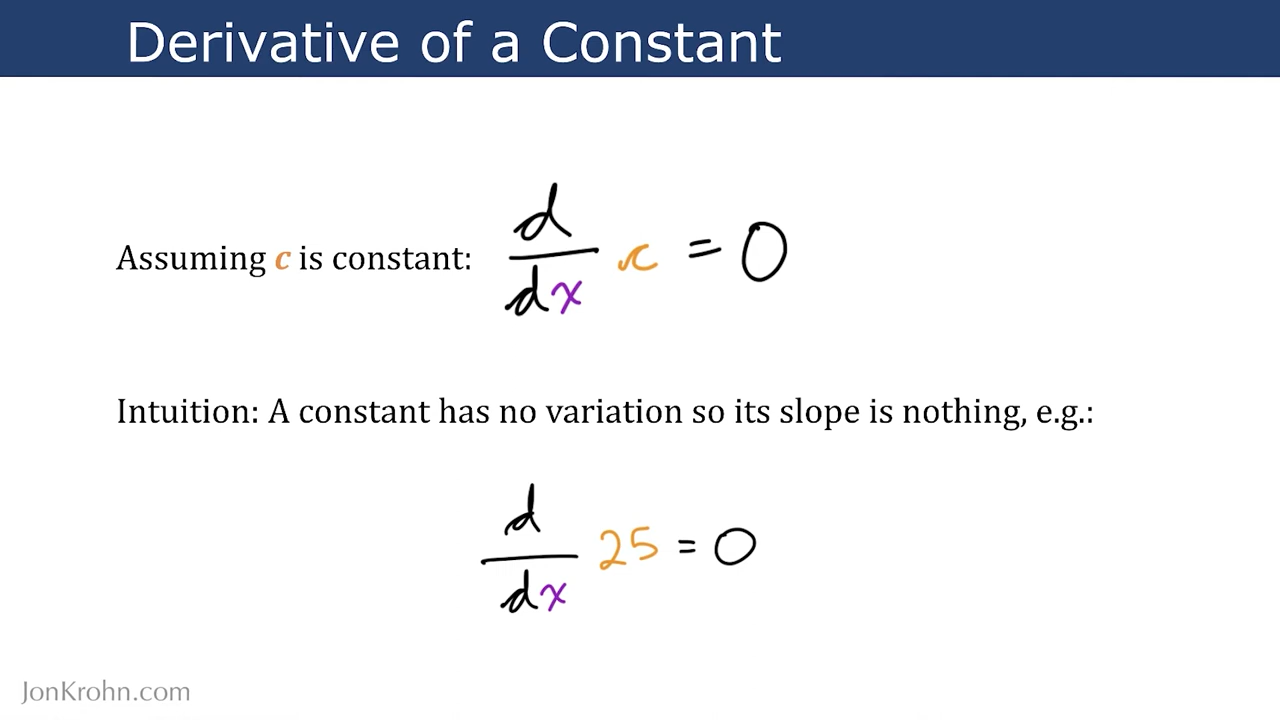 Derivative of a Constant
Assuming c is constant: d/dx c = 0
Intuition: A constant has no variation so its slope is nothing, e.g.:
d/dx 25 = 0
JonKrohn.com